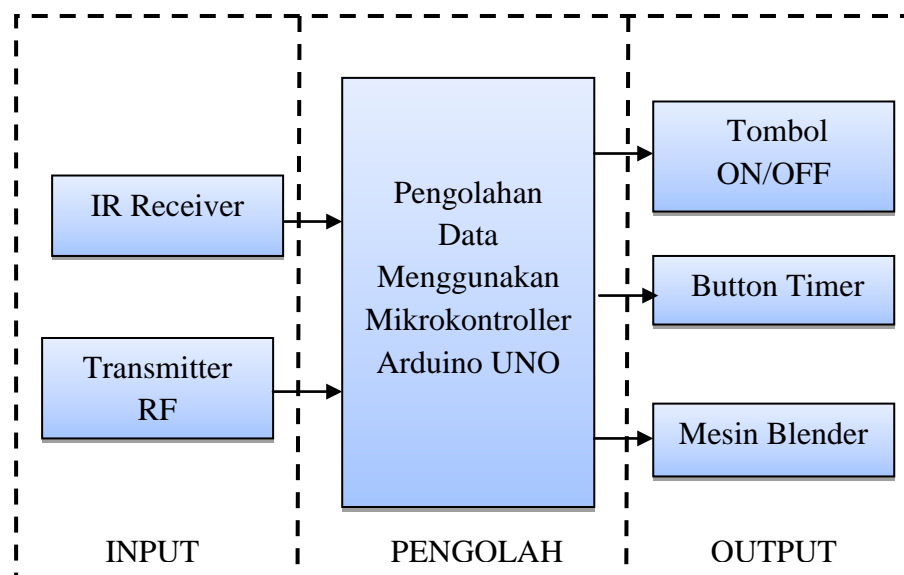 IR Receiver
Transmitter
RF
INPUT
Pengolahan
Data
Menggunakan
Mikrokontroller
Arduino UNO
PENGOLAH
Tombol
ON/OFF
Button Timer
Mesin Blender
OUTPUT